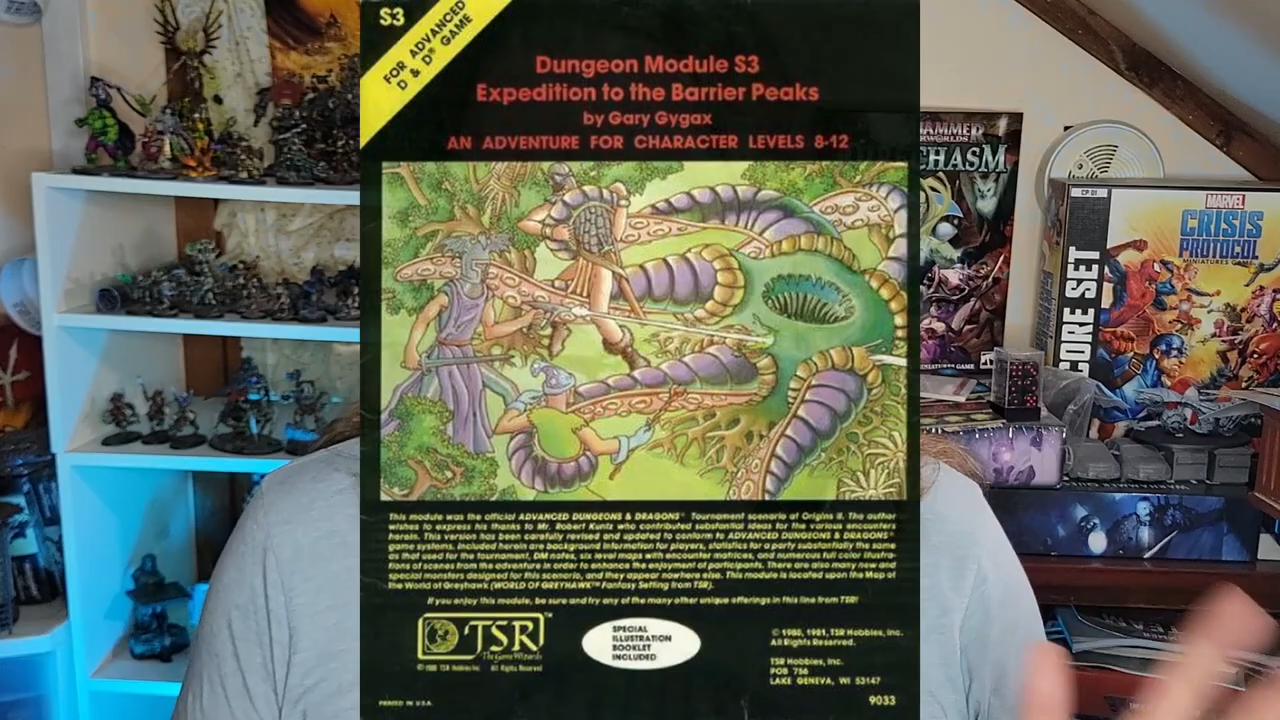 S3
FOR ADVANCED
D & D® GAME
Dungeon Module S3
Expedition to the Barrier Peaks
by Gary Gygax
AN ADVENTURE FOR CHARACTER LEVELS 8-12
This module was the official ADVANCED DUNGEONS & DRAGONS® Tournament scenario at Origins II. The author
wishes to express his thanks to Mr. Robert Kuntz who contributed substantial ideas for the various encounters
herein. This version has been carefully revised and updated to conform to ADVANCED DUNGEONS & DRAGONS®
game systems. Included herein are background information for players, statistics for a party substantially the same
as that used for the tournament, DM notes, six level maps with encounter matrices, and numerous full color illustra-
tions of scenes from the adventure in order to enhance the enjoyment of participants. There are also many new and
special monsters designed for this scenario, and they appear nowhere else. This module is located upon the Map of
the World of Greyhawk (WORLD OF GREYHAWK™ Fantasy Setting from TSR).
If you enjoy this module, be sure and try any of the many other unique offerings in this line from TSR!
TSR™
The Game Wizards
© 1980 TSR Hobbies Inc. All Rights Reserved
SPECIAL
ILLUSTRATION
BOOKLET
INCLUDED
© 1980, 1981, TSR Hobbies, Inc.
All Rights Reserved.
TSR Hobbies, Inc.
POB 756
LAKE GENEVA, WI 53147
PRINTED IN U.S.A.
9033
CHASM
CP 01
MARVEL
CRISIS
PROTOCOL
MINIATURES GAME
CORE SET